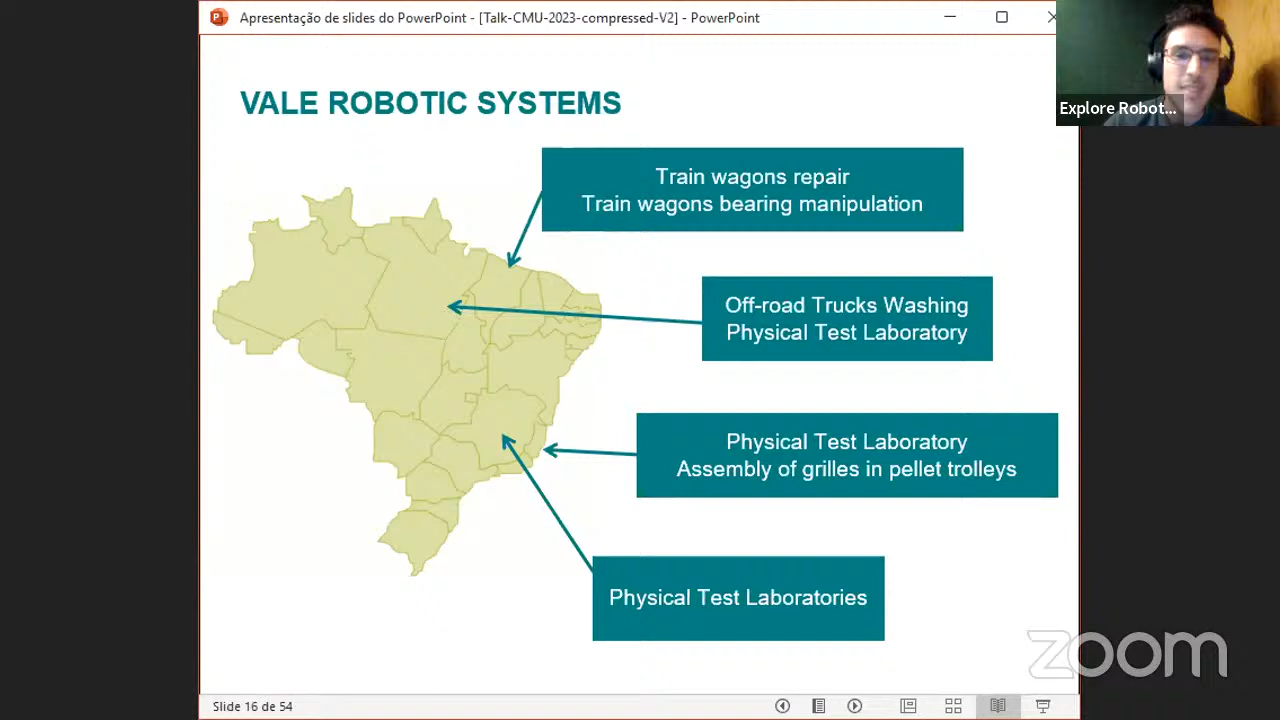 Apresentação de slides do PowerPoint - [Talk-CMU-2023-compressed-V2] - PowerPoint
Explore Robot...
VALE ROBOTIC SYSTEMS
Train wagons repair
Train wagons bearing manipulation
Off-road Trucks Washing
Physical Test Laboratory
Physical Test Laboratory
Assembly of grilles in pellet trolleys
Physical Test Laboratories
zoom
Slide 16 de 54